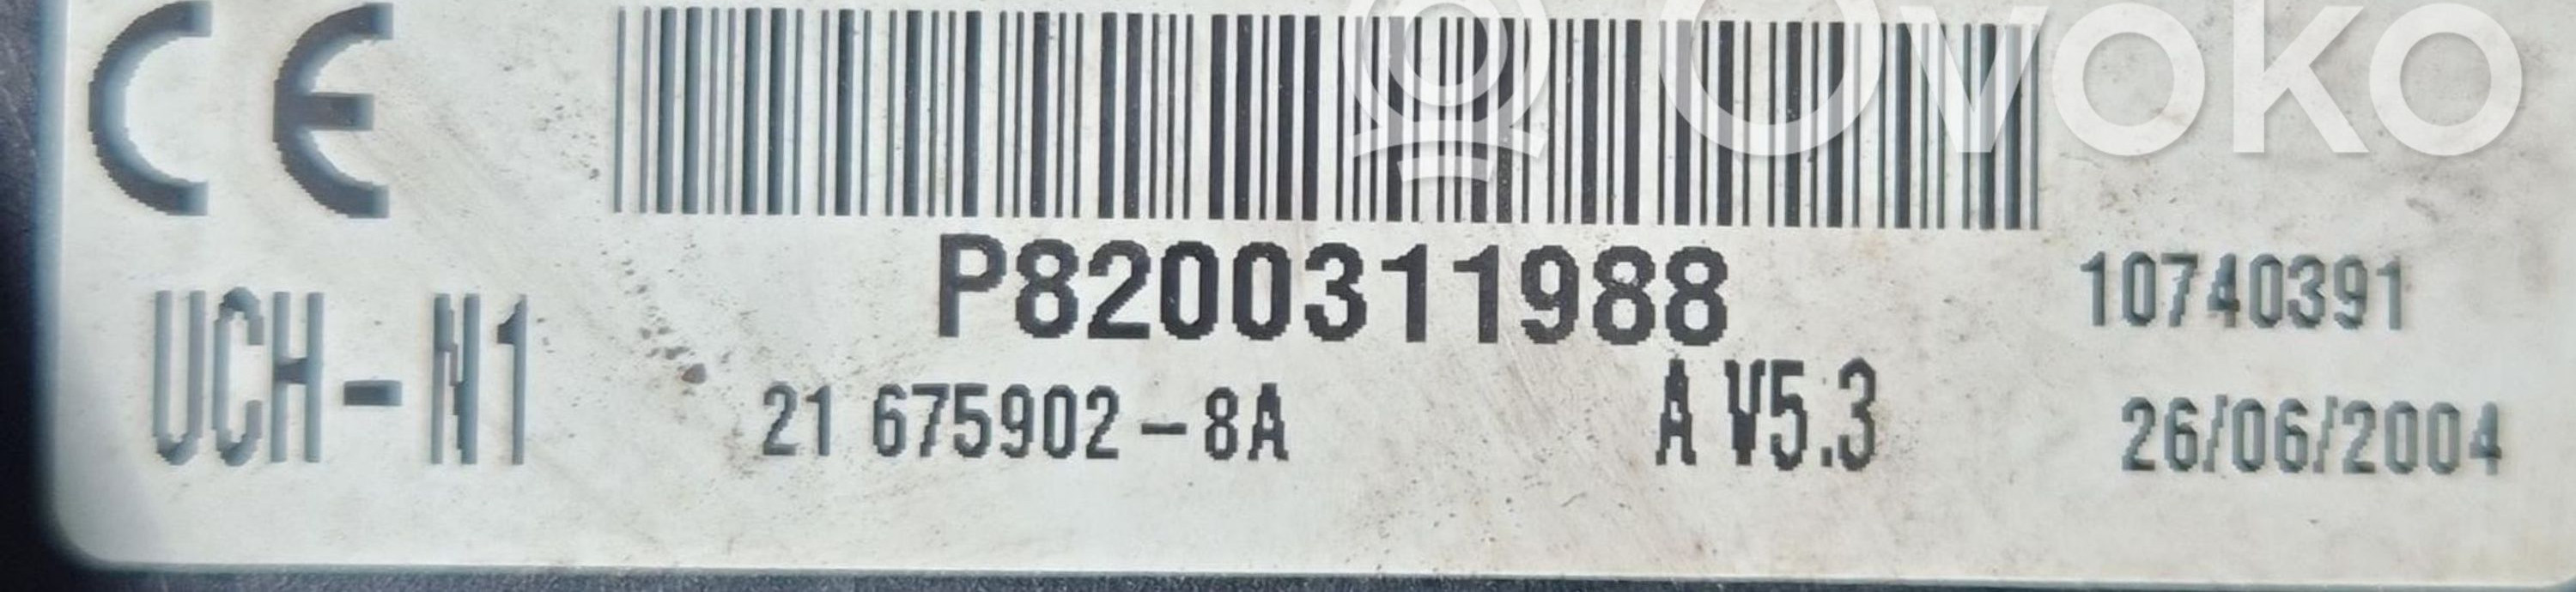 CE
Ovoko
P8200311988
10740391
UCH-N1
21 675902-8A
A V5.3
26/06/2004